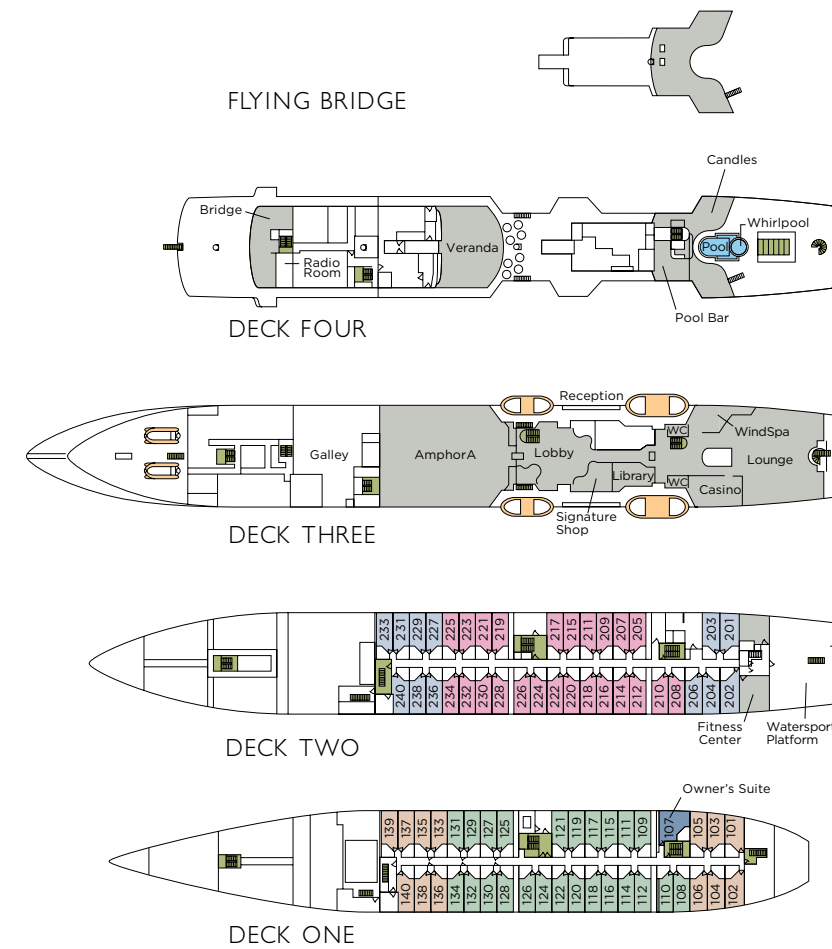 FLYING BRIDGE
Candles
Bridge
Whirlpool
Veranda
Pool
Radio
Room
Pool Bar
DECK FOUR
Reception
WC
WindSpa
Galley
AmphorA
Lobby
Lounge
Library
WC
Casino
Signature
Shop
DECK THREE
233 231 229 227 225 223 221 219 217 215 211 209 207 205 203 201
240 238 236 234 232 230 228 226 224 222 220 218 216 214 212 210 208 206 204 202
Fitness
Center
Watersport
Platform
DECK TWO
Owner's Suite
139 137 135 133 131 129 127 125 121 119 117 115 111 109 107 105 103 101
140 138 136 134 132 130 128 126 124 122 120 118 116 114 112 110 108 106 104 102
DECK ONE